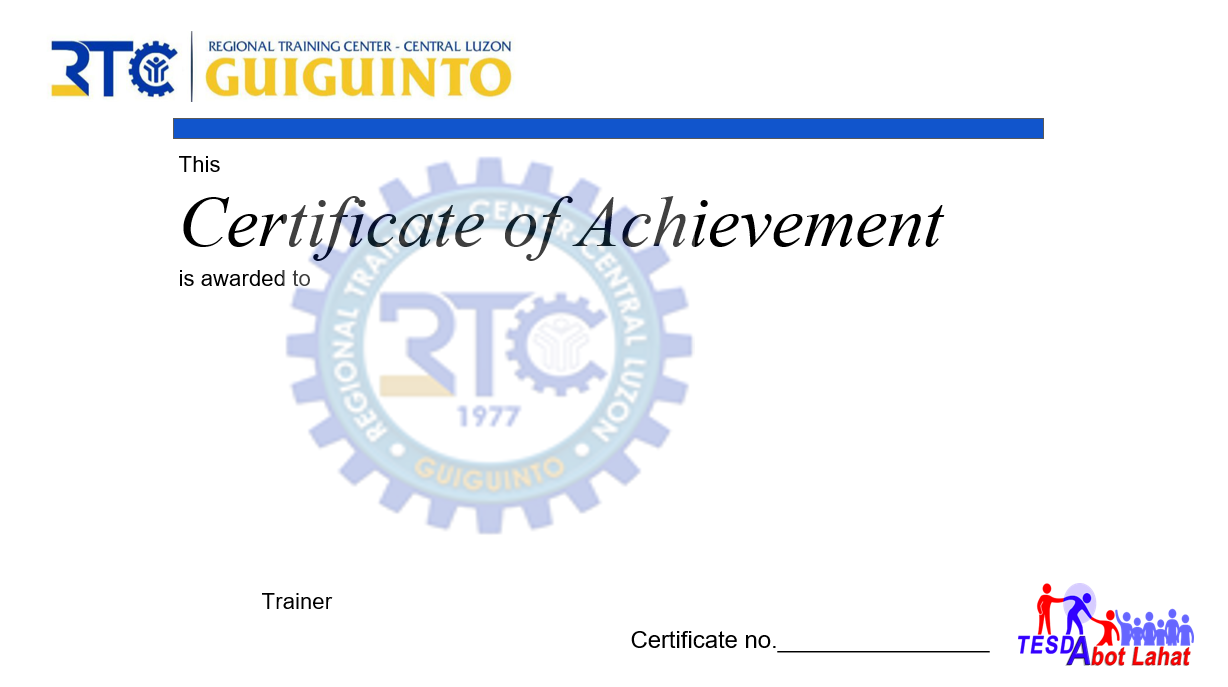 RTC
REGIONAL TRAINING CENTER - CENTRAL LUZON
GUIGUINTO
This
Certificate of Achievement
is awarded to
REGIONAL TRAINING CENTER-CENTRAL LUZON
RTC
1977
• GUIGUINTO •
Trainer
Certificate no.________________
TESDA Abot Lahat